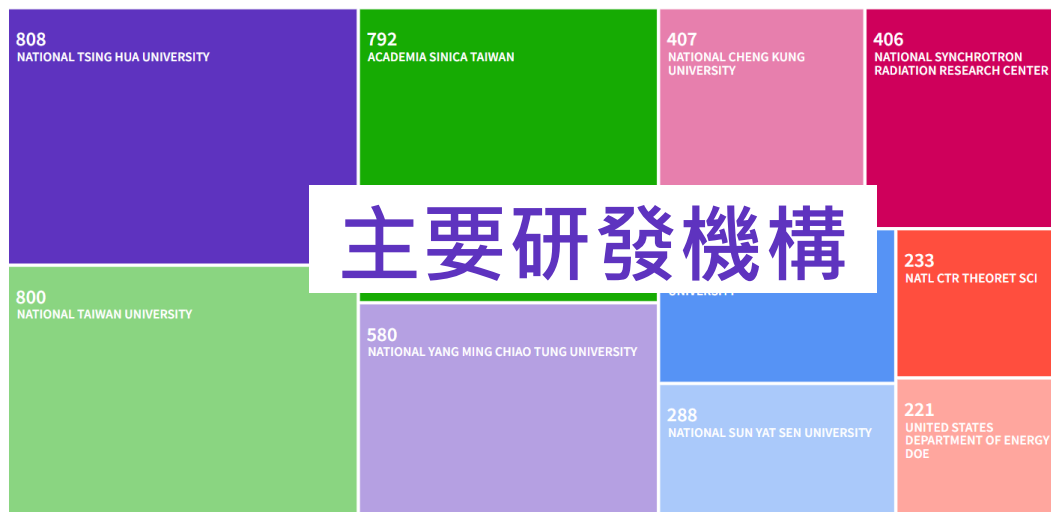 808
NATIONAL TSING HUA UNIVERSITY
792
ACADEMIA SINICA TAIWAN
407
NATIONAL CHENG KUNG
UNIVERSITY
406
NATIONAL SYNCHROTRON
RADIATION RESEARCH CENTER
主要研發機構
233
NATL CTR THEORET SCI
800
NATIONAL TAIWAN UNIVERSITY
580
NATIONAL YANG MING CHIAO TUNG UNIVERSITY
288
NATIONAL SUN YAT SEN UNIVERSITY
221
UNITED STATES
DEPARTMENT OF ENERGY
DOE